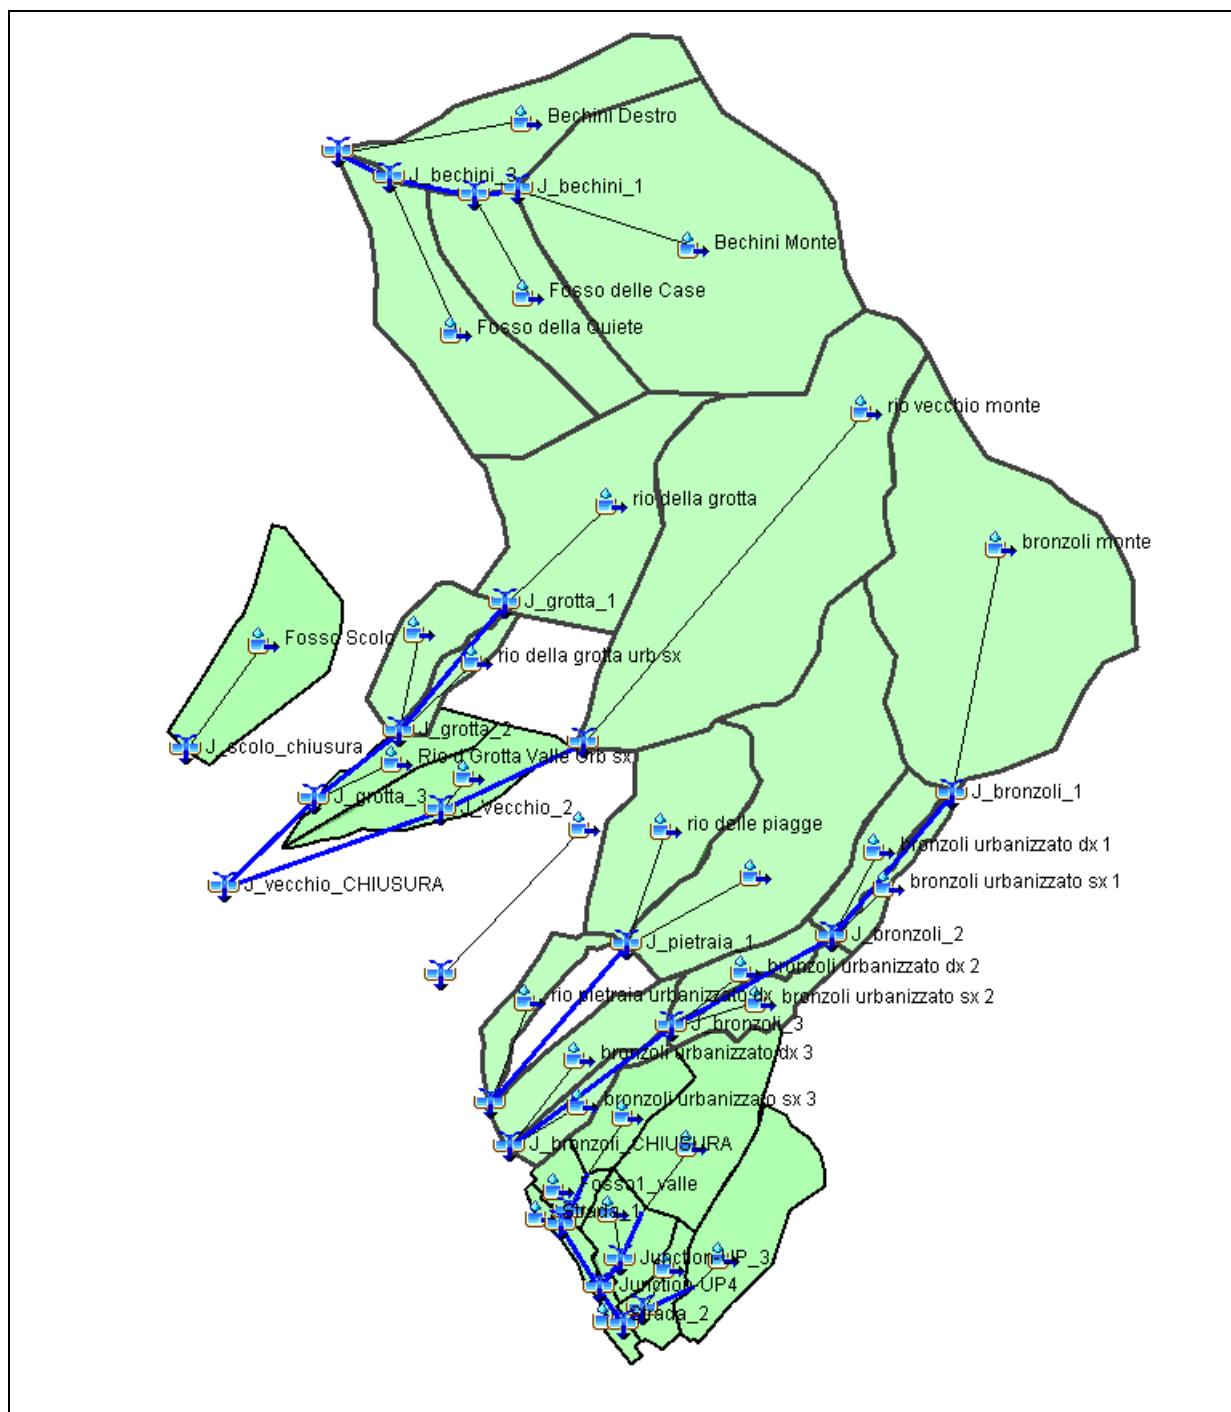 Bechini Destro
J_bechini_3
J_bechini_1
Bechini Monte
Fosso delle Case
Fosso della Quiete
rio vecchio monte
rio della grotta
bronzoli monte
J_grotta_1
Fosso Scolo
rio della grotta urb sx
J_grotta_2
J_scolo_chiusura
Rio d Grotta Valle Urb sx
J_grotta_3
J_vecchio_2
J_bronzoli_1
rio delle piagge
bronzoli urbanizzato dx 1
bronzoli urbanizzato sx 1
J_vecchio_CHIUSURA
J_bronzoli_2
J_pietraia_1
bronzoli urbanizzato dx 2
rio pietraia urbanizzato dx
bronzoli urbanizzato sx 2
J_bronzoli_3
bronzoli urbanizzato dx 3
bronzoli urbanizzato sx 3
J_bronzoli_CHIUSURA
Fosso1_valle
Strada_1
Junction-UP_3
Junction-UP4
Strada_2